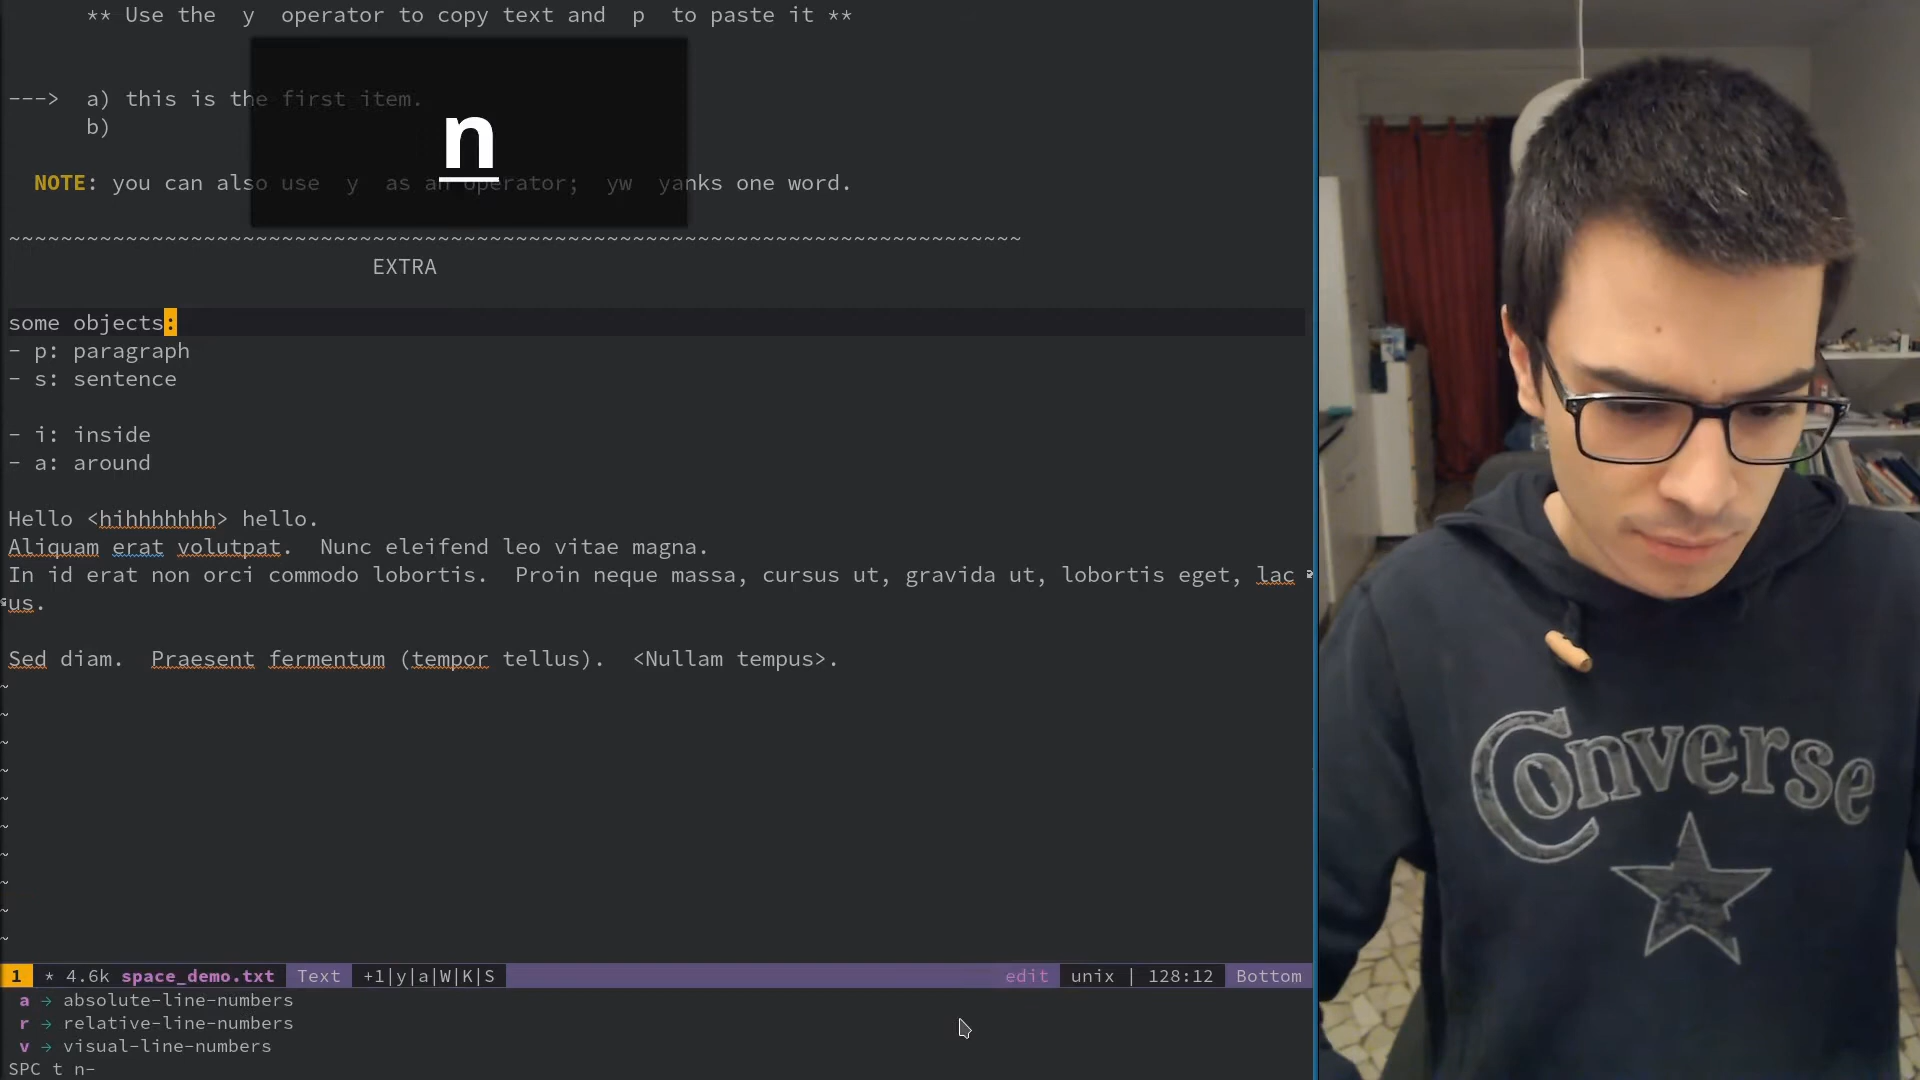 ** Use the y operator to copy text and p to paste it **
---> a) this is the first item.
b)
n
NOTE: you can also use y as an operator; yw yanks one word.
~~~~~~~~~~~~~~~~~~~~~~~~~~~~~~~~~~~~~~~~~~~~~~~~~~~~~~~~~~~~~~~~~~~~~~~~~~~~~~
EXTRA
some objects:
- p: paragraph
- s: sentence
- i: inside
- a: around
Hello <hihhhhhhh> hello.
Aliquam erat volutpat. Nunc eleifend leo vitae magna.
In id erat non orci commodo lobortis. Proin neque massa, cursus ut, gravida ut, lobortis eget, lac
us.
Sed diam. Praesent fermentum (tempor tellus). <Nullam tempus>.
~
~
~
~
~
~
~
~
~
~
1 * 4.6k space_demo.txt Text +1|y|a|W|K|S edit unix | 128:12 Bottom
a → absolute-line-numbers
r → relative-line-numbers
v → visual-line-numbers
SPC t n-
Converse